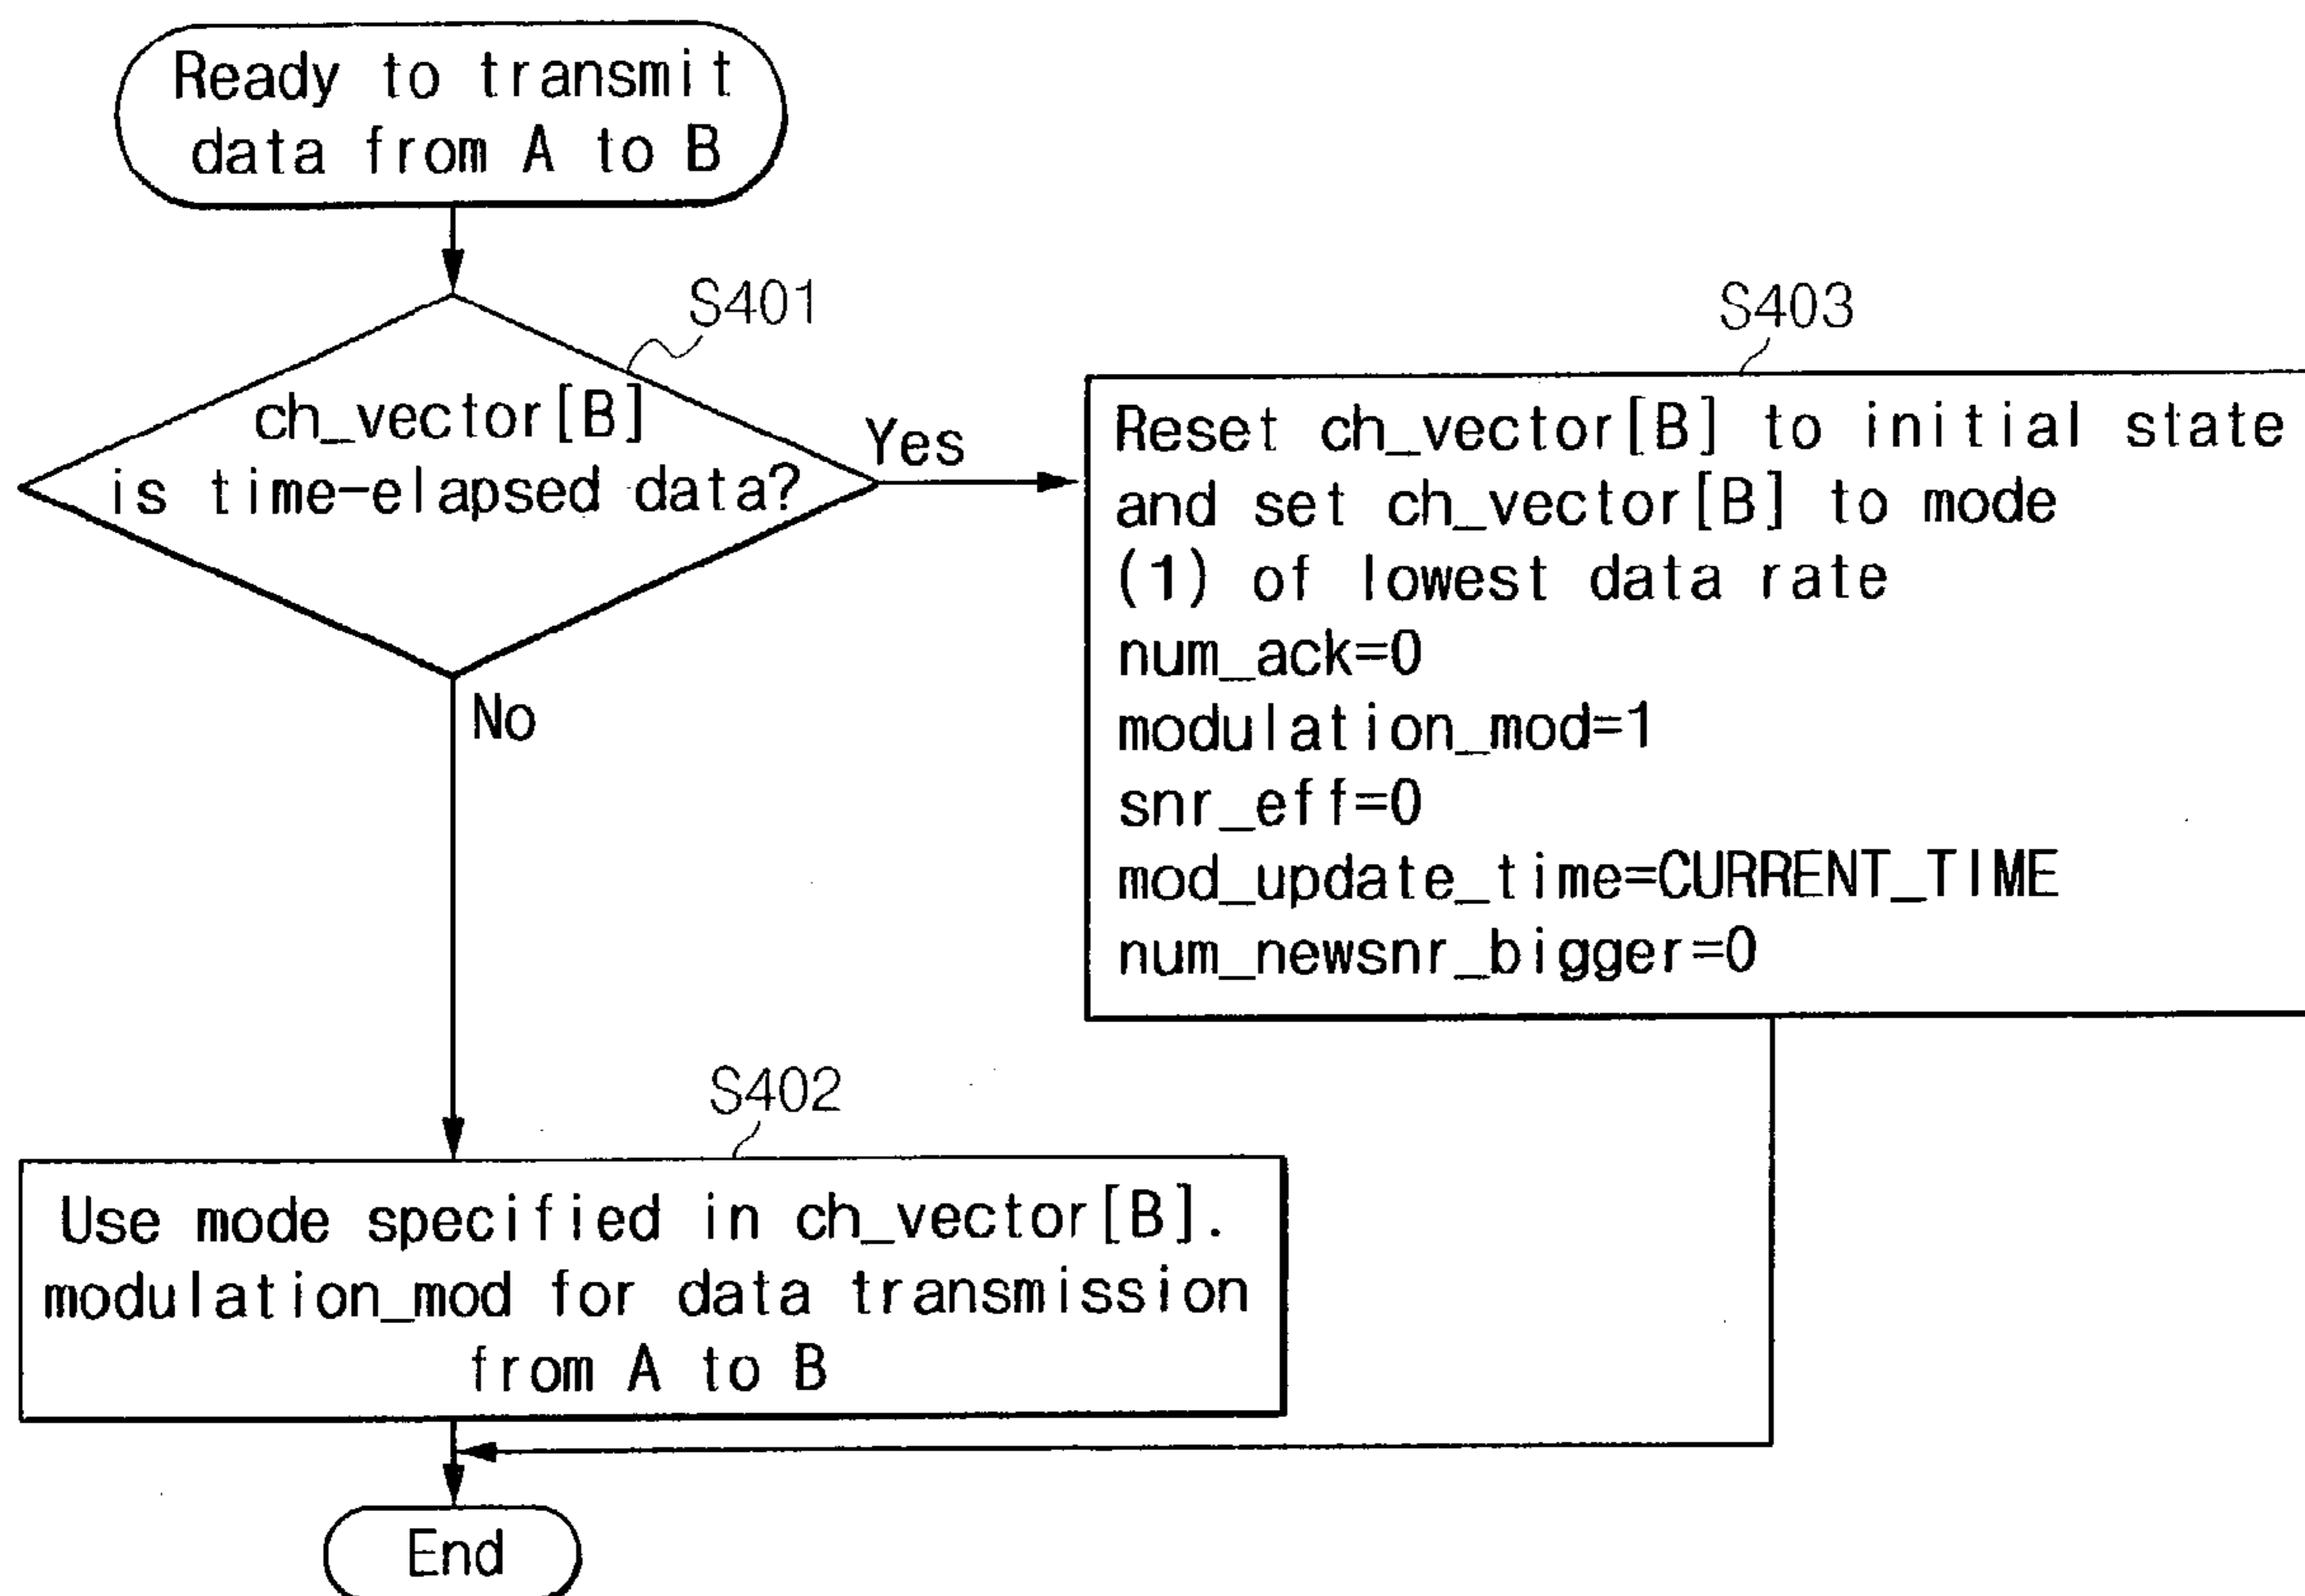 Ready to transmit
data from A to B
S401
ch_vector[B]
is time-elapsed data?
Yes
No
S403
Reset ch_vector[B] to initial state
and set ch_vector[B] to mode
(1) of lowest data rate
num_ack=0
modulation_mod=1
snr_eff=0
mod_update_time=CURRENT_TIME
num_newsnr_bigger=0
S402
Use mode specified in ch_vector[B].
modulation_mod for data transmission
from A to B
End